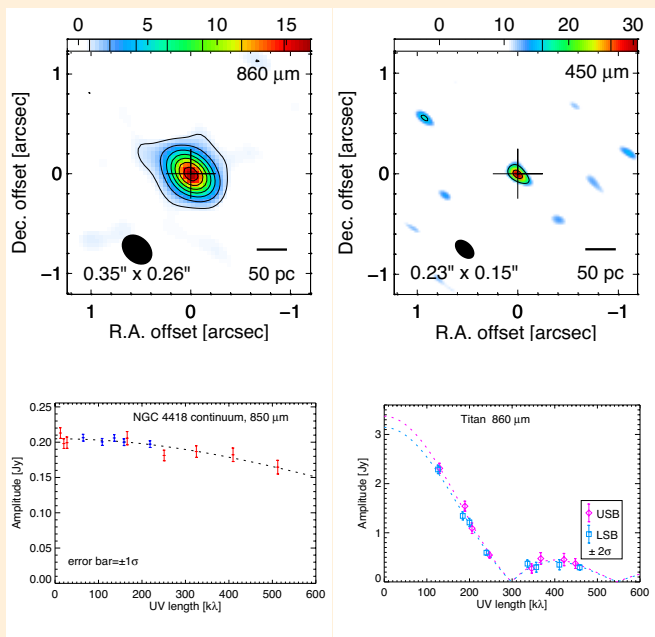 0 5 10 15
860 μm
1
0
−1
Dec. offset [arcsec]
0.35" x 0.26"
50 pc
1 0 −1
R.A. offset [arcsec]
0 10 20 30
450 μm
1
0
−1
Dec. offset [arcsec]
0.23" x 0.15"
50 pc
1 0 −1
R.A. offset [arcsec]
0.25
0.20
0.15
0.10
0.05
0.00
Amplitude [Jy]
NGC 4418 continuum, 850 μm
error bar=±1σ
0 100 200 300 400 500 600
UV length [kλ]
3
2
1
0
Amplitude [Jy]
Titan 860 μm
USB
LSB
± 2σ
0 100 200 300 400 500 600
UV length [kλ]